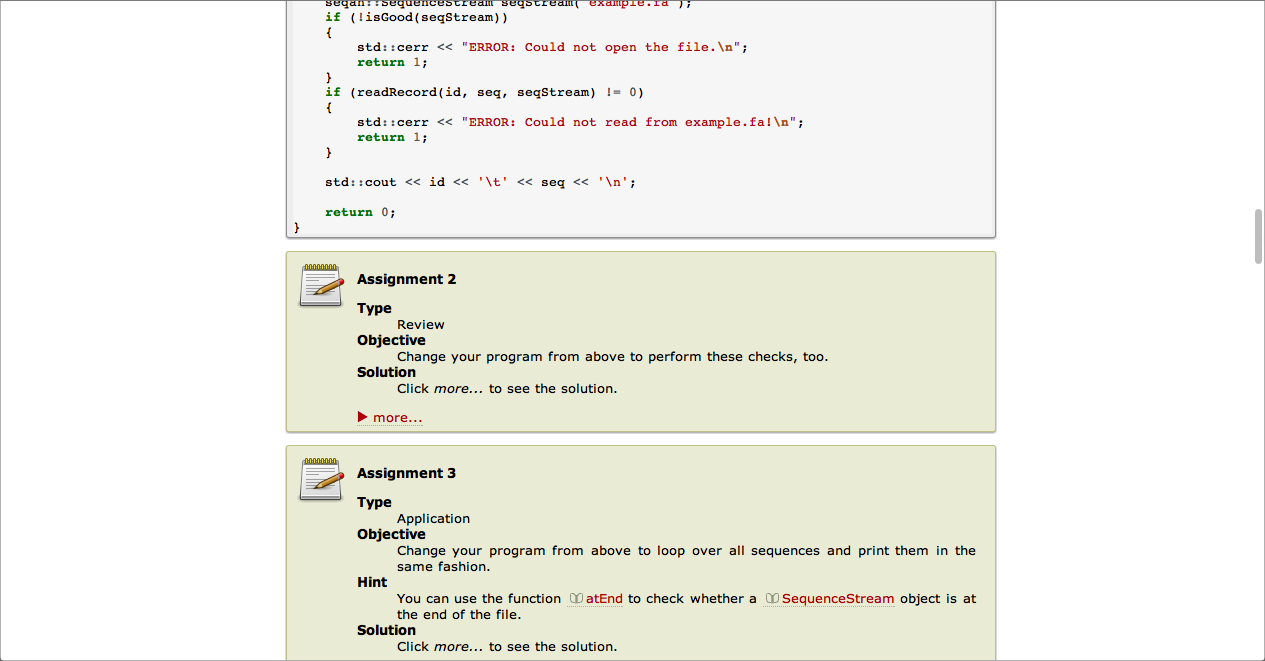 seqan::SequenceStream seqStream("example.fa");
if (!isGood(seqStream))
{
std::cerr << "ERROR: Could not open the file.\n";
return 1;
}
if (readRecord(id, seq, seqStream) != 0)
{
std::cerr << "ERROR: Could not read from example.fa!\n";
return 1;
}
std::cout << id << '\t' << seq << '\n';
return 0;
}
Assignment 2
Type
Review
Objective
Change your program from above to perform these checks, too.
Solution
Click more... to see the solution.
more...
Assignment 3
Type
Application
Objective
Change your program from above to loop over all sequences and print them in the
same fashion.
Hint
You can use the function atEnd to check whether a SequenceStream object is at
the end of the file.
Solution
Click more... to see the solution.